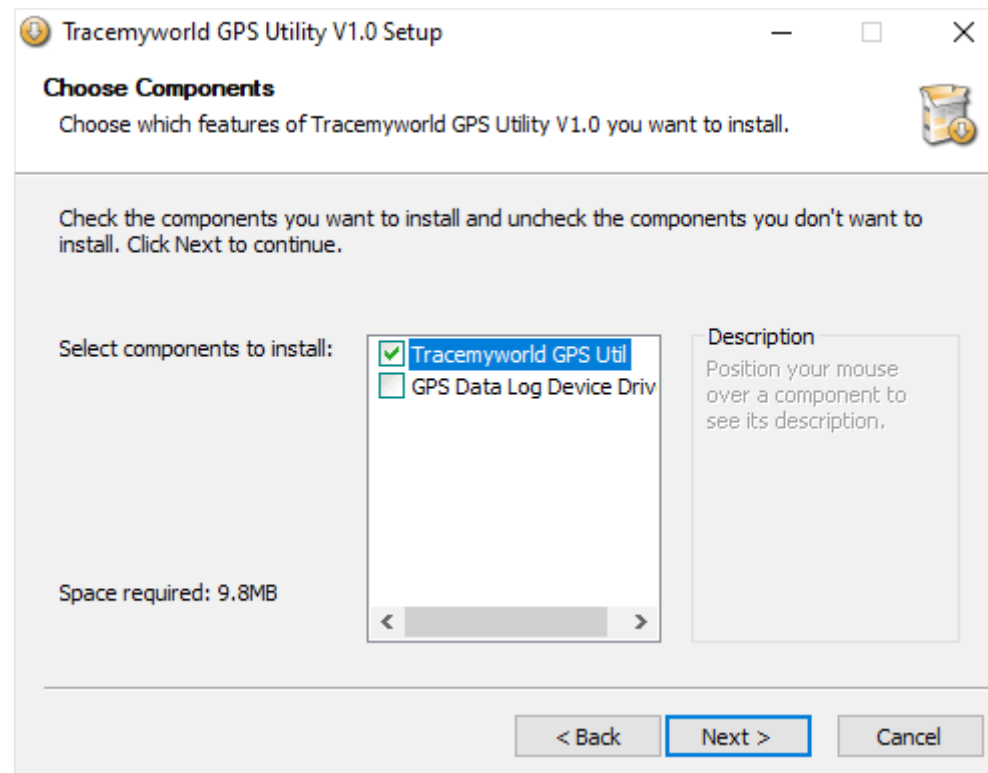 Tracemyworld GPS Utility V1.0 Setup
Choose Components
Choose which features of Tracemyworld GPS Utility V1.0 you want to install.
Check the components you want to install and uncheck the components you don't want to
install. Click Next to continue.
Select components to install:
Tracemyworld GPS Util
GPS Data Log Device Driv
Description
Position your mouse
over a component to
see its description.
Space required: 9.8MB
< Back
Next >
Cancel